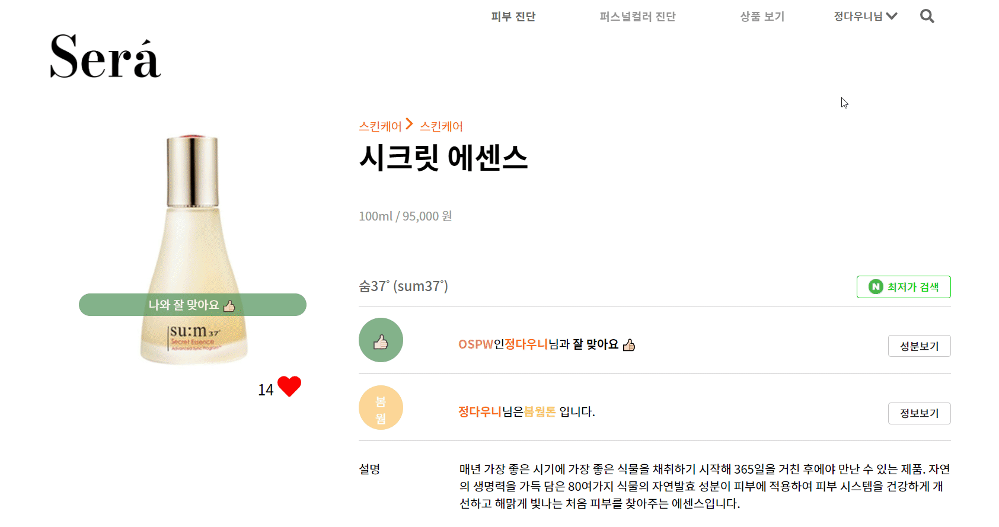 피부 진단
퍼스널컬러 진단
상품 보기
정다우니님
Será
스킨케어 스킨케어
시크릿 에센스
100ml / 95,000 원
나와 잘 맞아요 👍
su:m37°
Secret Essence
Advanced Sync Program™
14
숨37˚ (sum37˚)
N 최저가 검색
OSPW인정다우니님과 잘 맞아요 👍
성분보기
봄
웜
정다우니님은봄웜톤 입니다.
정보보기
설명
매년 가장 좋은 시기에 가장 좋은 식물을 채취하기 시작해 365일을 거친 후에야 만난 수 있는 제품. 자연
의 생명력을 가득 담은 80여가지 식물의 자연발효 성분이 피부에 적용하여 피부 시스템을 건강하게 개
선하고 해맑게 빛나는 처음 피부를 찾아주는 에센스입니다.